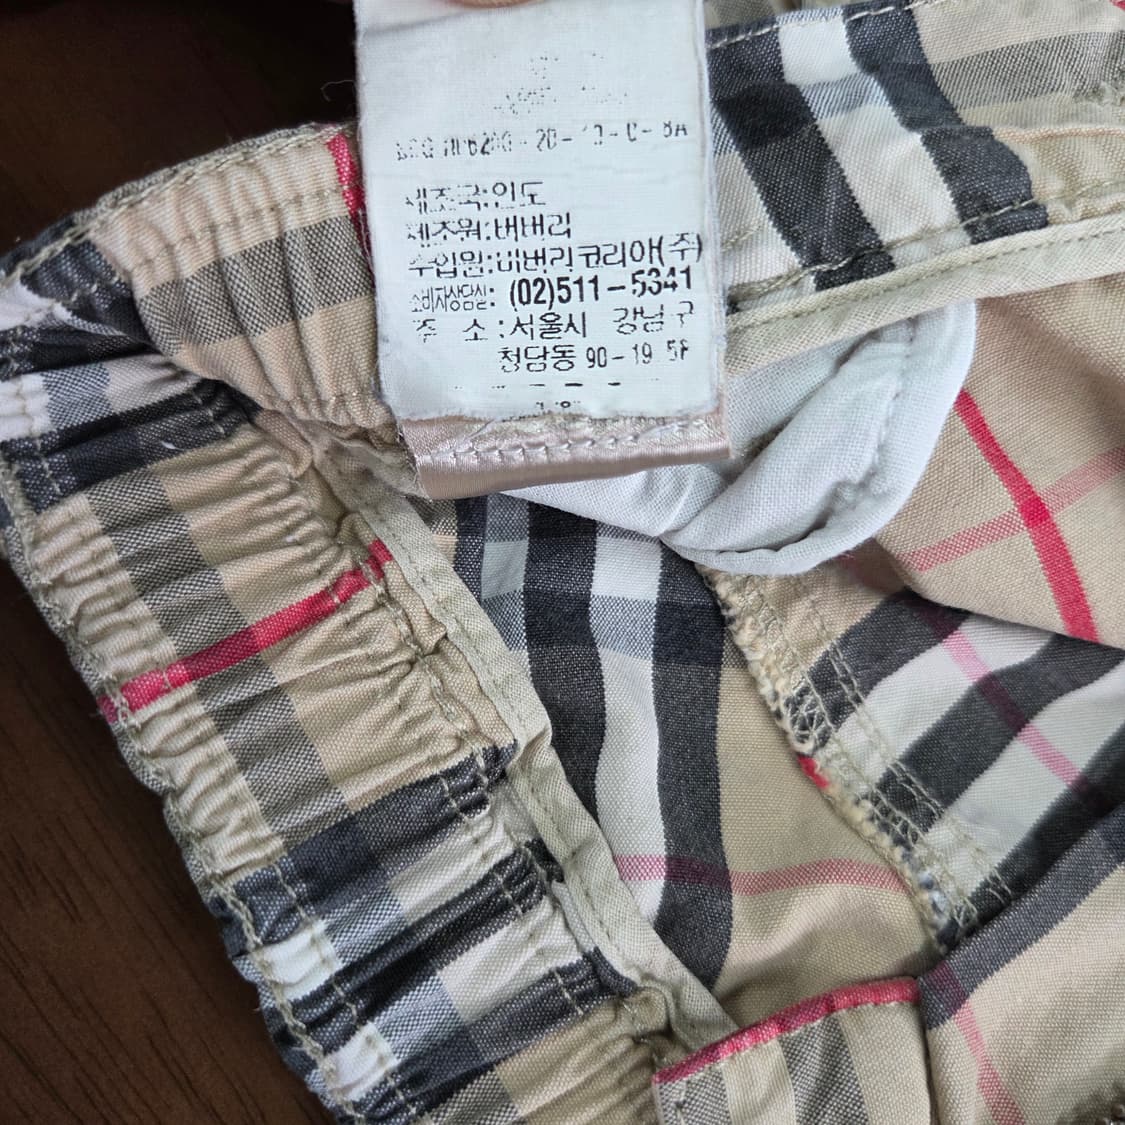 제조국:인도
제조원:버버리
수입원:버버리코리아(주)
소비자상담실: (02)511-5341
주 소:서울시 강남구
청담동 90-19